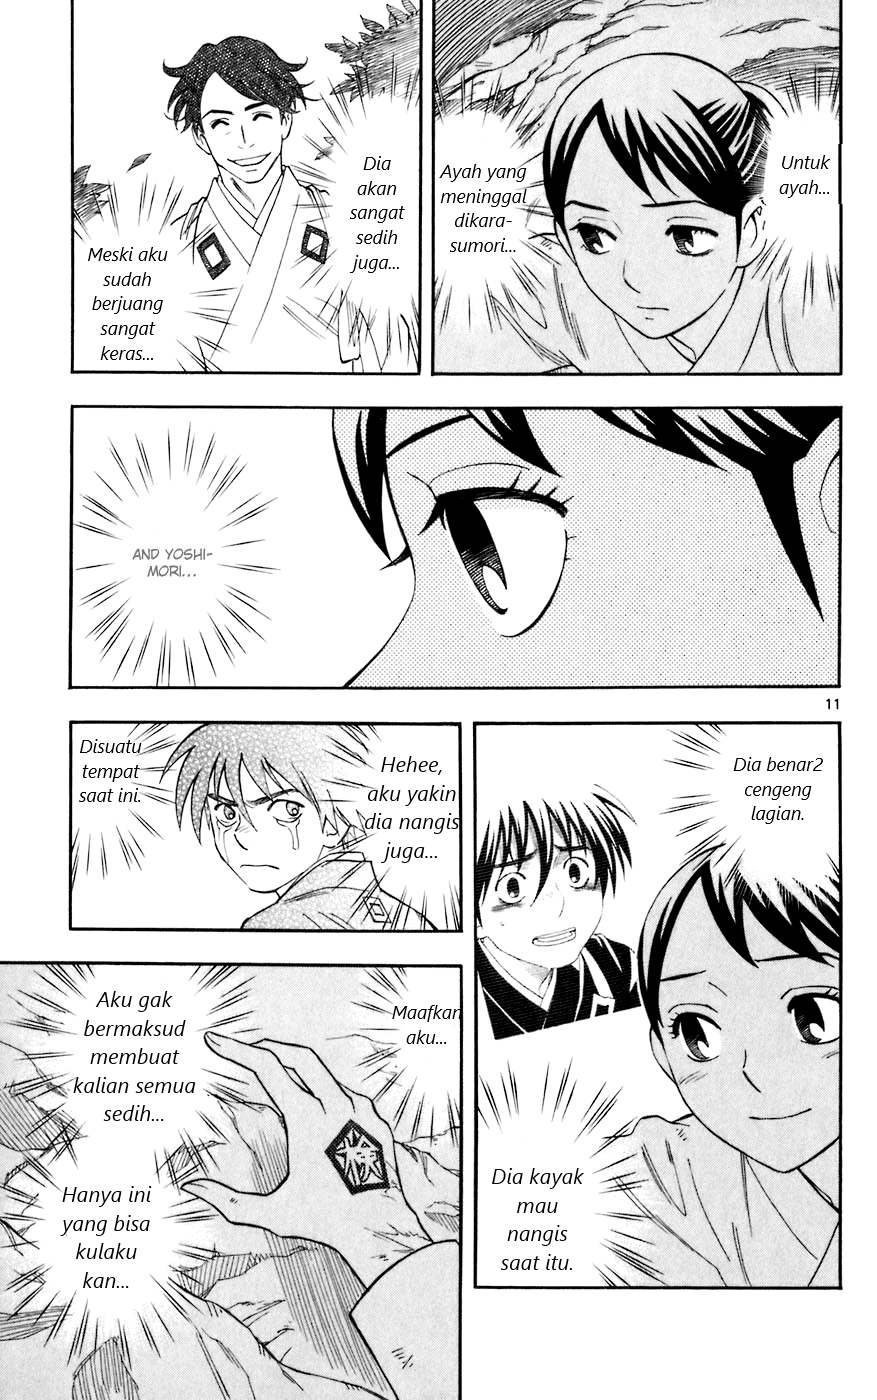 Untuk
ayah...
Ayah yang
meninggal
dikara-
sumori...
Dia
akan
sangat
sedih
juga...
Meski aku
sudah
berjuang
sangat
keras...
AND YOSHI-
MORI...
11
Dia benar2
cengeng
lagian.
Dia kayak
mau
nangis
saat itu.
Hehee,
aku yakin
dia nangis
juga...
Disuatu
tempat
saat ini.
Maafkan
aku...
Aku gak
bermaksud
membuat
kalian semua
sedih...
Hanya ini
yang bisa
kulaku
kan...